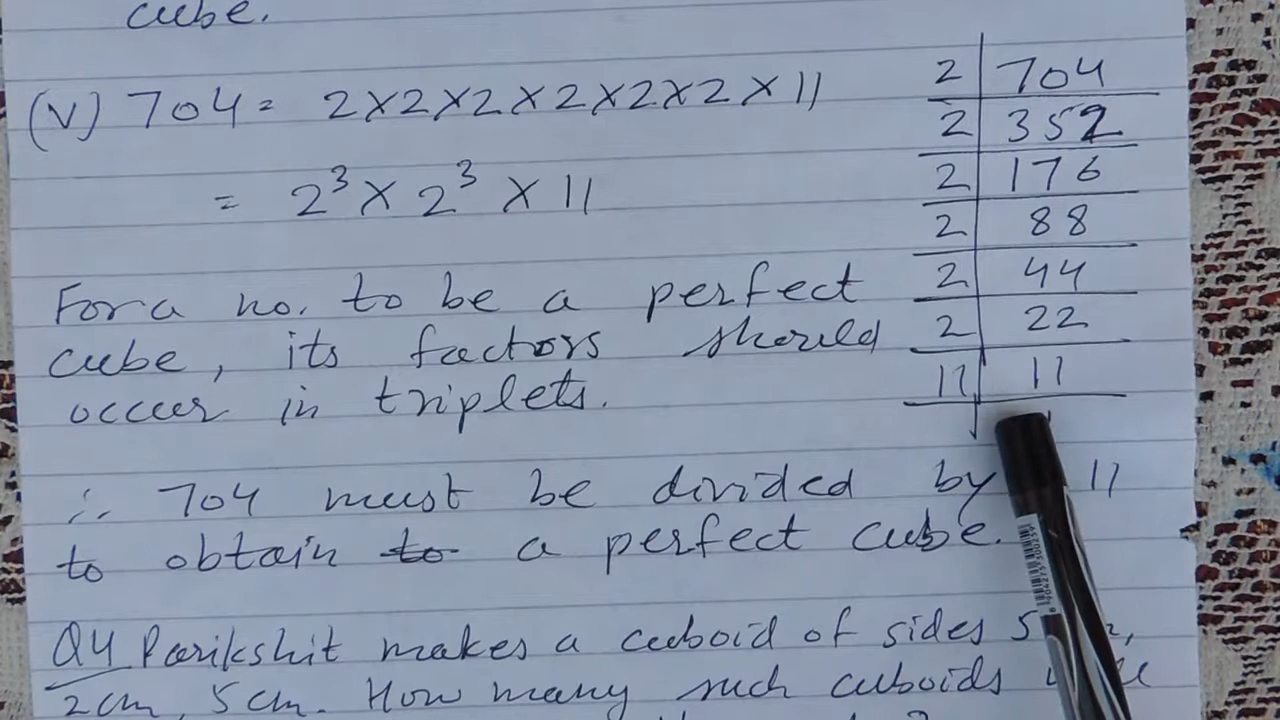 cube.
(V) 704 = 2×2×2×2×2×2×11
= 2³ × 2³ × 11
For a no. to be a perfect
cube, its factors should
occur in triplets.
∴ 704 must be divided by 11
to obtain to a perfect cube.
Q4 Parikshit makes a cuboid of sides 5
2cm, 5cm. How many such cuboids
2 | 704
2 | 352
2 | 176
2 | 88
2 | 44
2 | 22
11 | 11